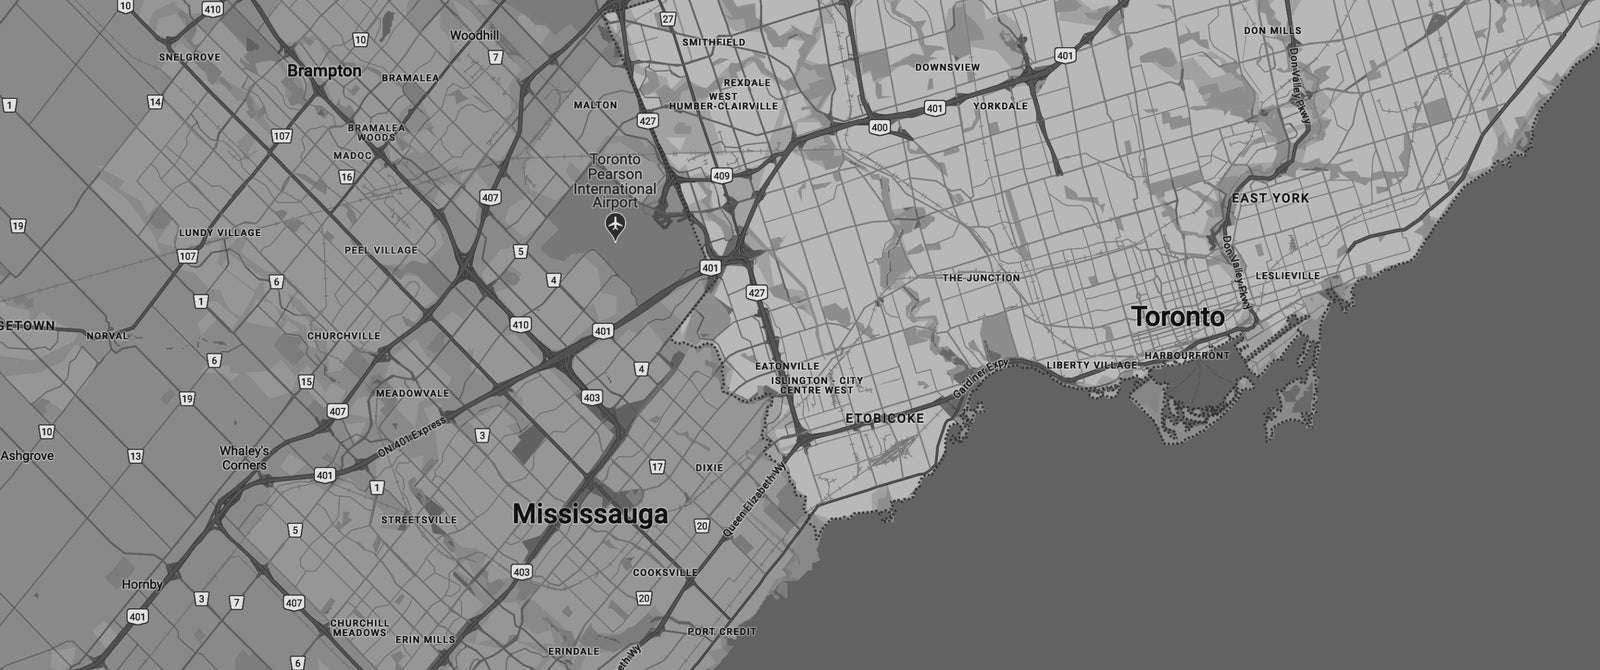 10
410
27
SNELGROVE
10
Woodhill
7
SMITHFIELD
DON MILLS
Brampton
BRAMALEA
DOWNSVIEW
401
Don Valley Pkwy
1
14
MALTON
REXDALE
WEST
HUMBER-CLAIRVILLE
401
YORKDALE
107
BRAMALEA
WOODS
427
400
MADOC
16
Toronto
Pearson
International
Airport
409
407
EAST YORK
19
LUNDY VILLAGE
PEEL VILLAGE
107
5
401
Don Valley Pkwy
6
4
427
THE JUNCTION
LESLIEVILLE
1
GETOWN
NORVAL
CHURCHVILLE
410
401
Toronto
6
4
EATONVILLE
Gardiner Expy
LIBERTY VILLAGE
HARBOURFRONT
15
MEADOWVALE
403
ISLINGTON - CITY
CENTRE WEST
19
407
ETOBICOKE
10
ON 401 Express
3
Ashgrove
13
Whaley's
Corners
401
17
DIXIE
Queen Elizabeth Wy
1
5
STREETSVILLE
Mississauga
20
Hornby
403
COOKSVILLE
3
7
407
20
401
CHURCHILL
MEADOWS
ERIN MILLS
PORT CREDIT
6
ERINDALE
eth Wy